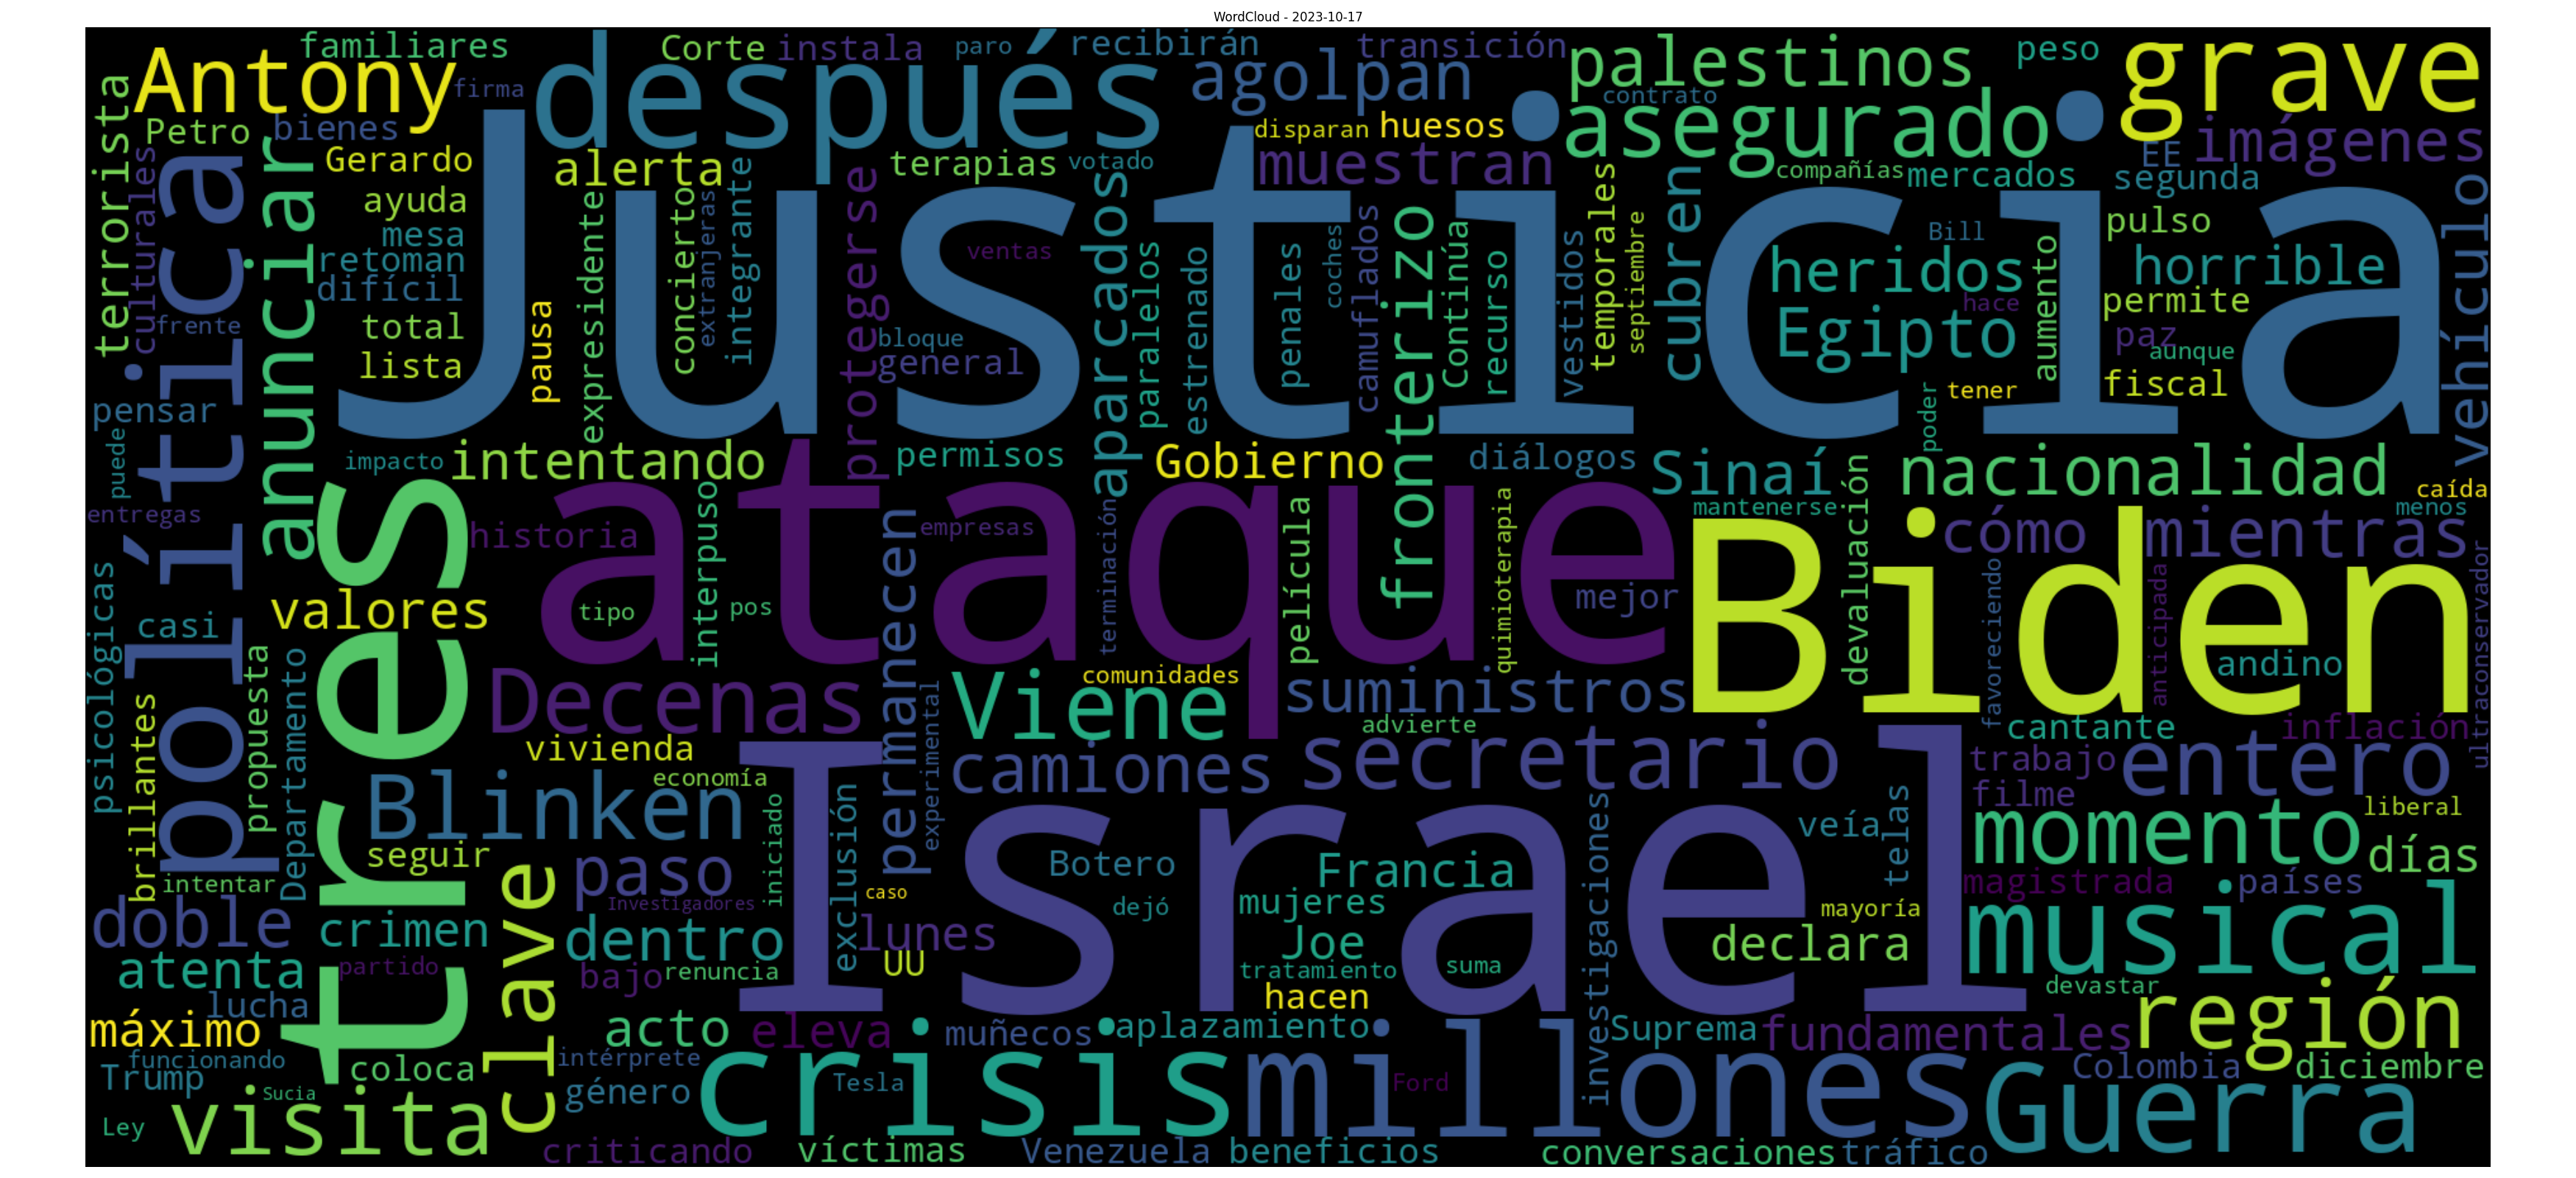 WordCloud - 2023-10-17
familiares
Corte
instala
paro
recibirán
transición
palestinos
peso
grave
Antony
firma
después
agolpan
contrato
asegurado
terrorista
Petro
bienes
disparan
huesos
imágenes
culturales
política
anunciar
Gerardo
alerta
terapias
votado
muestran
EE
Justicia
compañías
mercados
segunda
vehículo
ayuda
mesa
retoman
difícil
total
frente
lista
pausa
expresidente
concierto
extranjeras
integrante
protegerse
ventas
bloque
general
aparcados
paralelos
estrenado
penales
coches
camuflados
fronterizo
Continúa
recurso
vestidos
temporales
septiembre
cubren
heridos
Bill
hace
Egipto
aumento
pulso
horrible
permite
paz
aunque
fiscal
tener
poder
pensar
puede
impacto
intentando
permisos
Gobierno
diálogos
Sinaí
nacionalidad
caída
menos
entregas
tres
historia
ataque
empresas
mantenerse
devaluación
cómo
mientras
Biden
interpuso
permanecen
terminación
película
quimioterapia
mejor
favoreciendo
anticipada
ultraconservador
psicológicas
casi
valores
tipo
pos
andino
propuesta
Departamento
brillantes
Decenas
experimental
Viene
comunidades
suministros
advierte
cantante
inflación
vivienda
economía
Blinken
camiones
secretario
trabajo
entero
filme
Israel
iniciado
exclusión
investigaciones
veía
telas
momento
liberal
días
seguir
clave
paso
Investigadores
caso
Botero
dejó
Francia
mujeres
mayoría
magistrada
países
intentar
doble
crimen
dentro
lunes
UU
Joe
declara
musical
atenta
partido
bajo
renuncia
tratamiento
suma
hacen
devastar
lucha
máximo
acto
eleva
muñecos
aplazamiento
Suprema
fundamentales
región
funcionando
Trump
coloca
intérprete
crisis
millones
Colombia
diciembre
Sucia
género
Tesla
Ford
Guerra
Ley
visita
criticando
víctimas
Venezuela
beneficios
conversaciones
tráfico